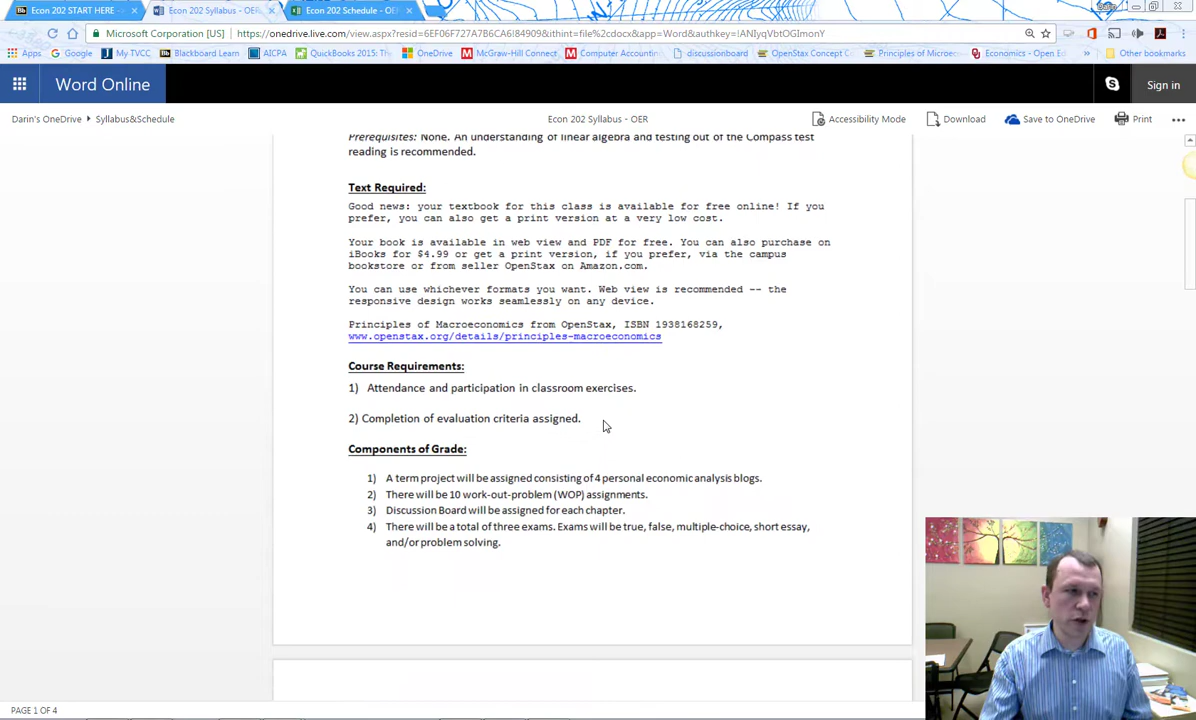 Econ 202 START HERE -
Econ 202 Syllabus - OER
Econ 202 Schedule - OE
Microsoft Corporation [US]
https://onedrive.live.com/view.aspx?resid=6EF06F727A7B6CA6!84909&ithint=file%2cdocx&app=Word&authkey=!ANIyqVbtOGImonY
Apps
Google
My TVCC
Blackboard Learn
AICPA
QuickBooks 2015: Th
OneDrive
McGraw-Hill Connect
Computer Accounting
discussionboard
OpenStax Concept C
Principles of Microe
Economics - Open Ed
Other bookmarks
Word Online
Sign in
Darin's OneDrive
Syllabus&Schedule
Econ 202 Syllabus - OER
Accessibility Mode
Download
Save to OneDrive
Print
Prerequisites: None. An understanding of linear algebra and testing out of the Compass test
reading is recommended.
Text Required:
Good news: your textbook for this class is available for free online! If you
prefer, you can also get a print version at a very low cost.
Your book is available in web view and PDF for free. You can also purchase on
iBooks for $4.99 or get a print version, if you prefer, via the campus
bookstore or from seller OpenStax on Amazon.com.
You can use whichever formats you want. Web view is recommended -- the
responsive design works seamlessly on any device.
Principles of Macroeconomics from OpenStax, ISBN 1938168259,
www.openstax.org/details/principles-macroeconomics
Course Requirements:
1) Attendance and participation in classroom exercises.
2) Completion of evaluation criteria assigned.
Components of Grade:
1) A term project will be assigned consisting of 4 personal economic analysis blogs.
2) There will be 10 work-out-problem (WOP) assignments.
3) Discussion Board will be assigned for each chapter.
4) There will be a total of three exams. Exams will be true, false, multiple-choice, short essay,
and/or problem solving.
PAGE 1 OF 4